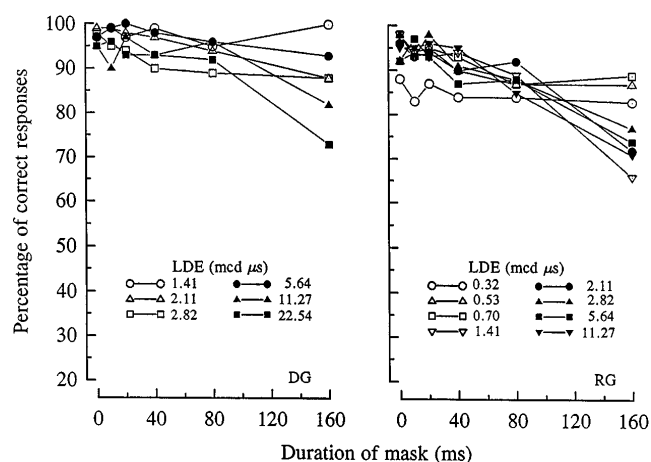 Percentage of correct responses
100
90
80
70
60
50
40
30
20
LDE (mcd μs)
1.41 5.64
2.11 11.27
2.82 22.54
DG
0 40 80 120 160
LDE (mcd μs)
0.32 2.11
0.53 2.82
0.70 5.64
1.41 11.27
RG
0 40 80 120 160
Duration of mask (ms)